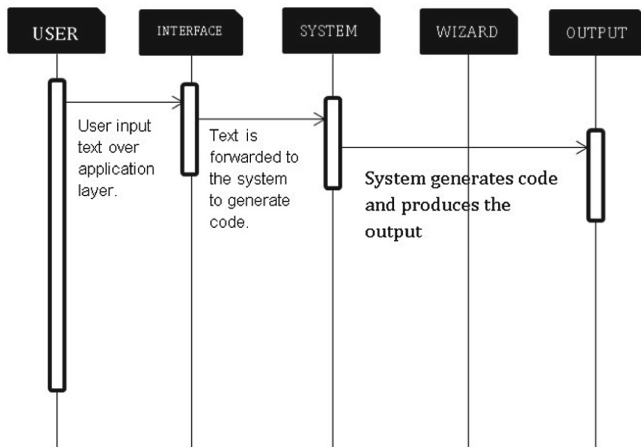 USER
INTERFACE
SYSTEM
WIZARD
OUTPUT
User input
text over
application
layer.
Text is
forwarded to
the system
to generate
code.
System generates code
and produces the
output